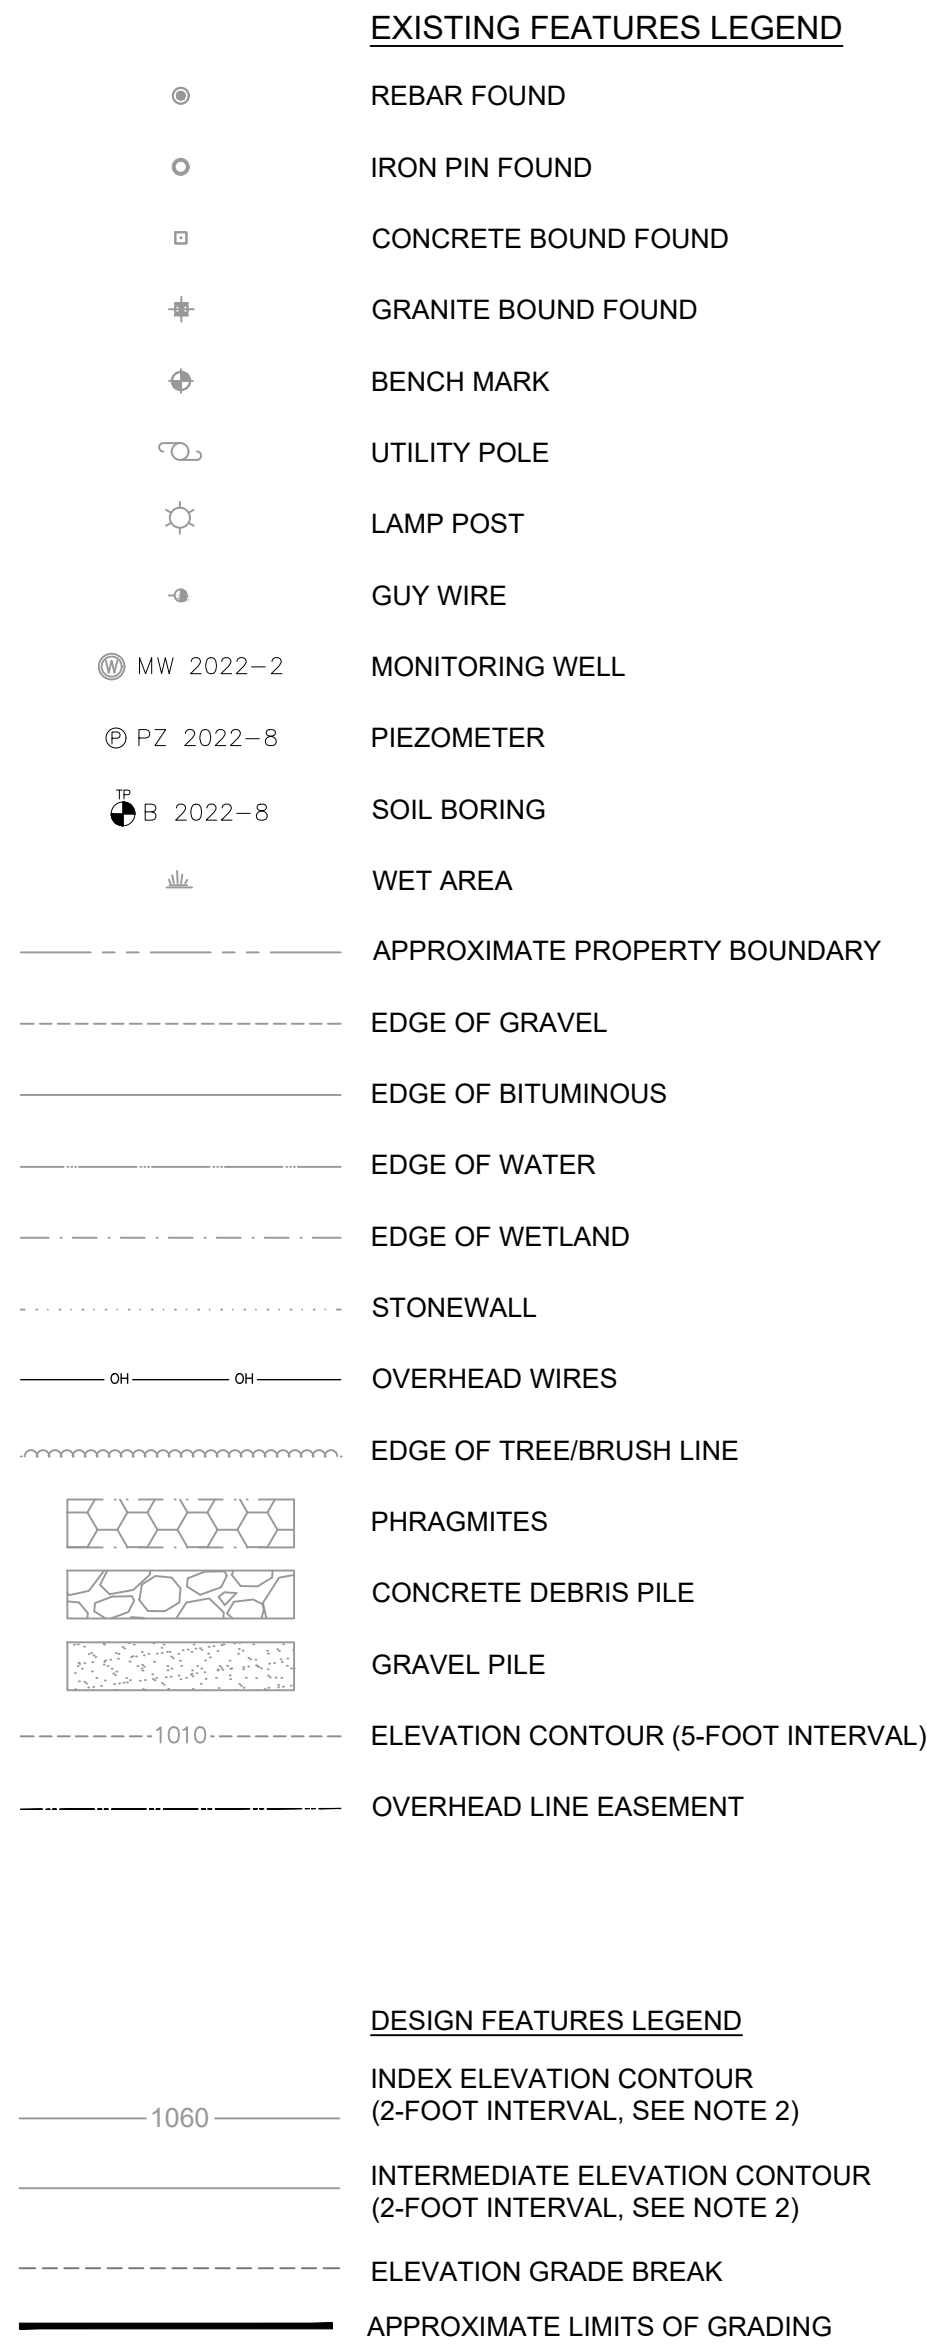 EXISTING FEATURES LEGEND
REBAR FOUND
IRON PIN FOUND
CONCRETE BOUND FOUND
GRANITE BOUND FOUND
BENCH MARK
UTILITY POLE
LAMP POST
GUY WIRE
W MW 2022-2 MONITORING WELL
P PZ 2022-8 PIEZOMETER
TP
B 2022-8 SOIL BORING
WET AREA
APPROXIMATE PROPERTY BOUNDARY
EDGE OF GRAVEL
EDGE OF BITUMINOUS
EDGE OF WATER
EDGE OF WETLAND
STONEWALL
OH OH OVERHEAD WIRES
EDGE OF TREE/BRUSH LINE
PHRAGMITES
CONCRETE DEBRIS PILE
GRAVEL PILE
1010 ELEVATION CONTOUR (5-FOOT INTERVAL)
OVERHEAD LINE EASEMENT
DESIGN FEATURES LEGEND
INDEX ELEVATION CONTOUR
1060 (2-FOOT INTERVAL, SEE NOTE 2)
INTERMEDIATE ELEVATION CONTOUR
(2-FOOT INTERVAL, SEE NOTE 2)
ELEVATION GRADE BREAK
APPROXIMATE LIMITS OF GRADING